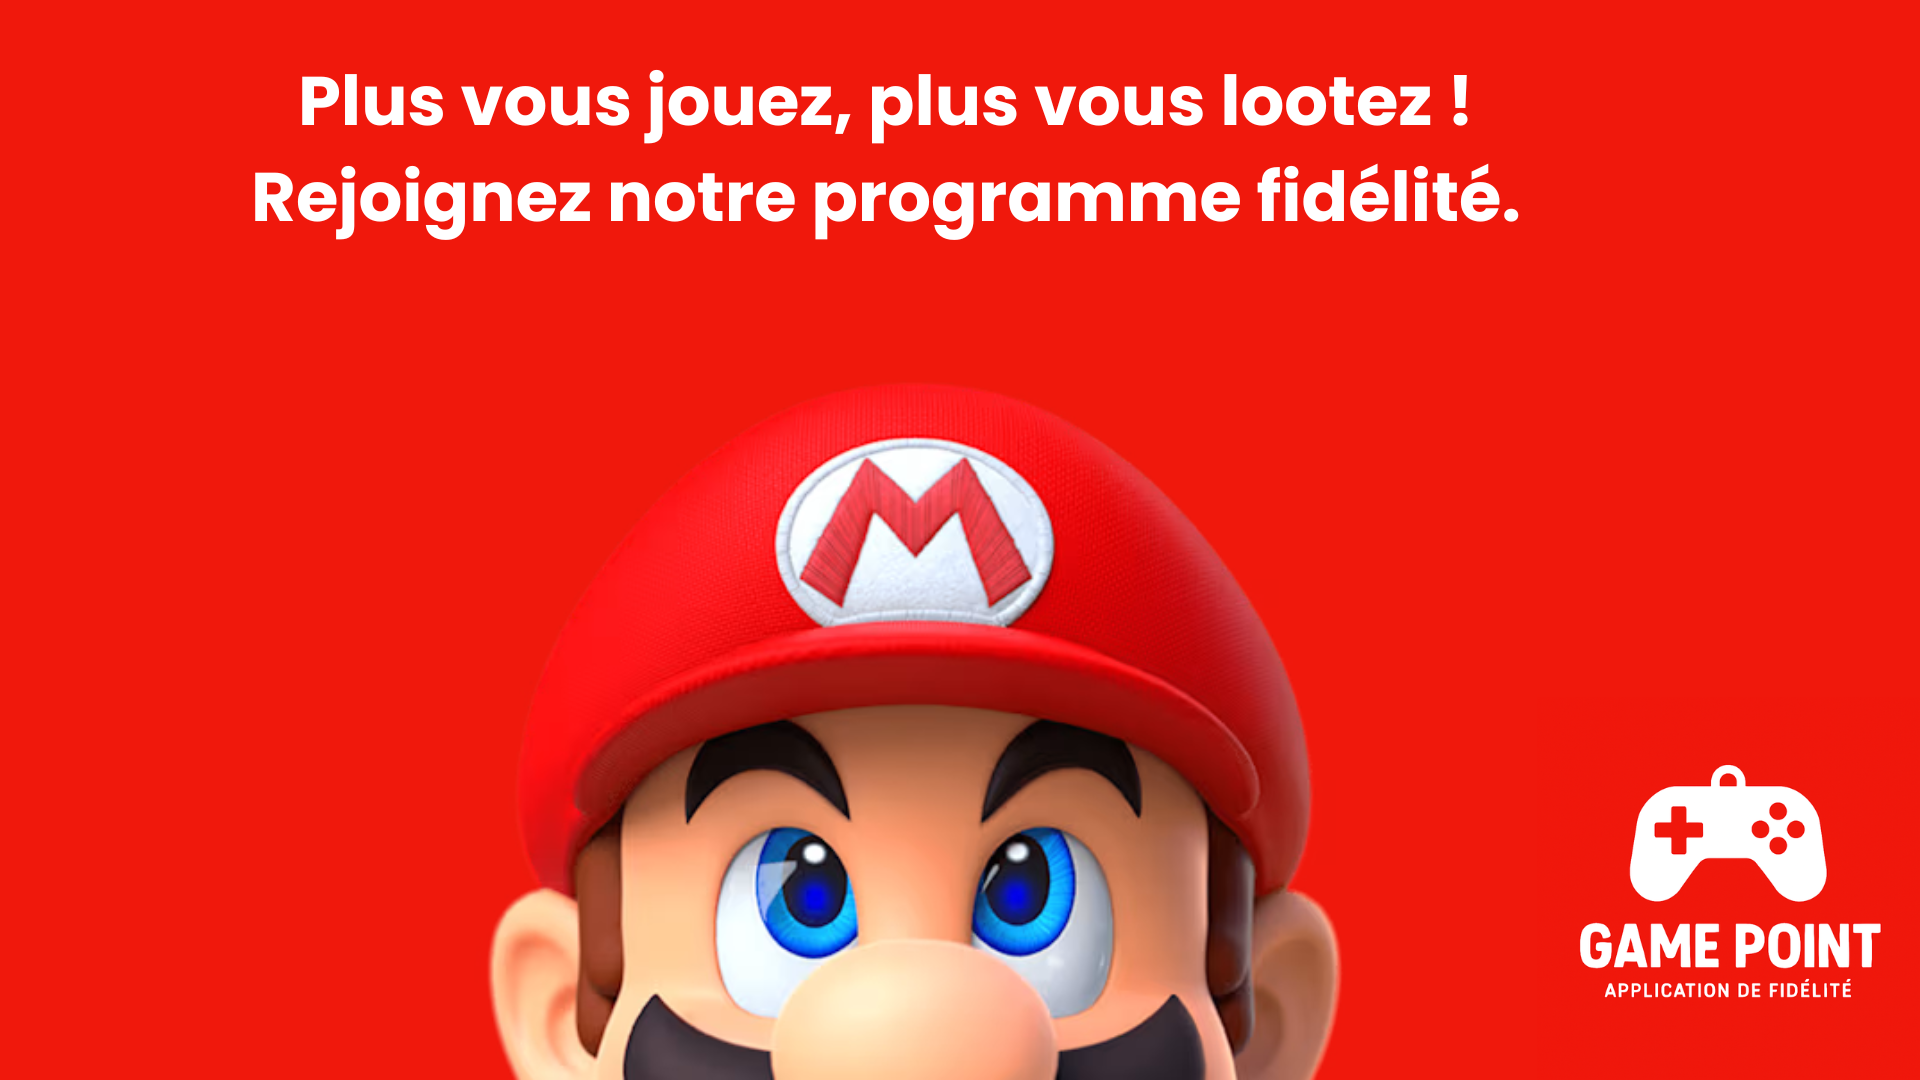 Plus vous jouez, plus vous lootez !
Rejoignez notre programme fidélité.
M
GAME POINT
APPLICATION DE FIDÉLITÉ